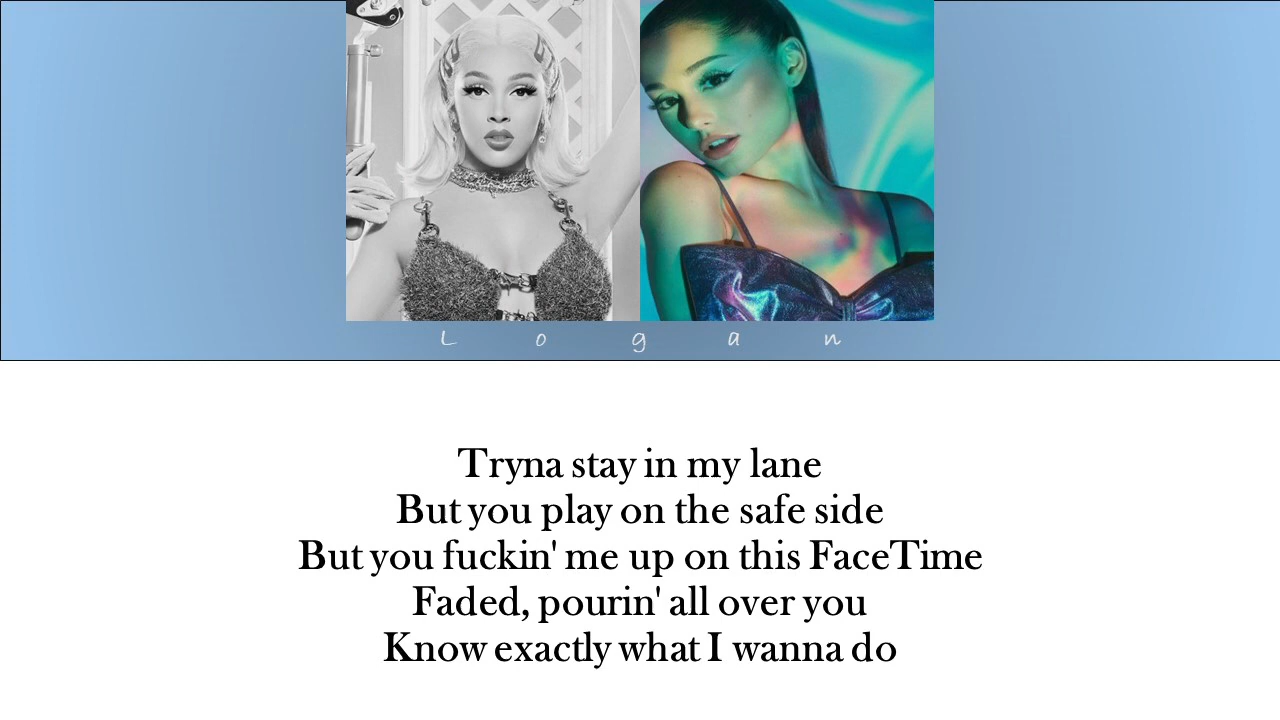 L o g a n
Tryna stay in my lane
But you play on the safe side
But you fuckin' me up on this FaceTime
Faded, pourin' all over you
Know exactly what I wanna do